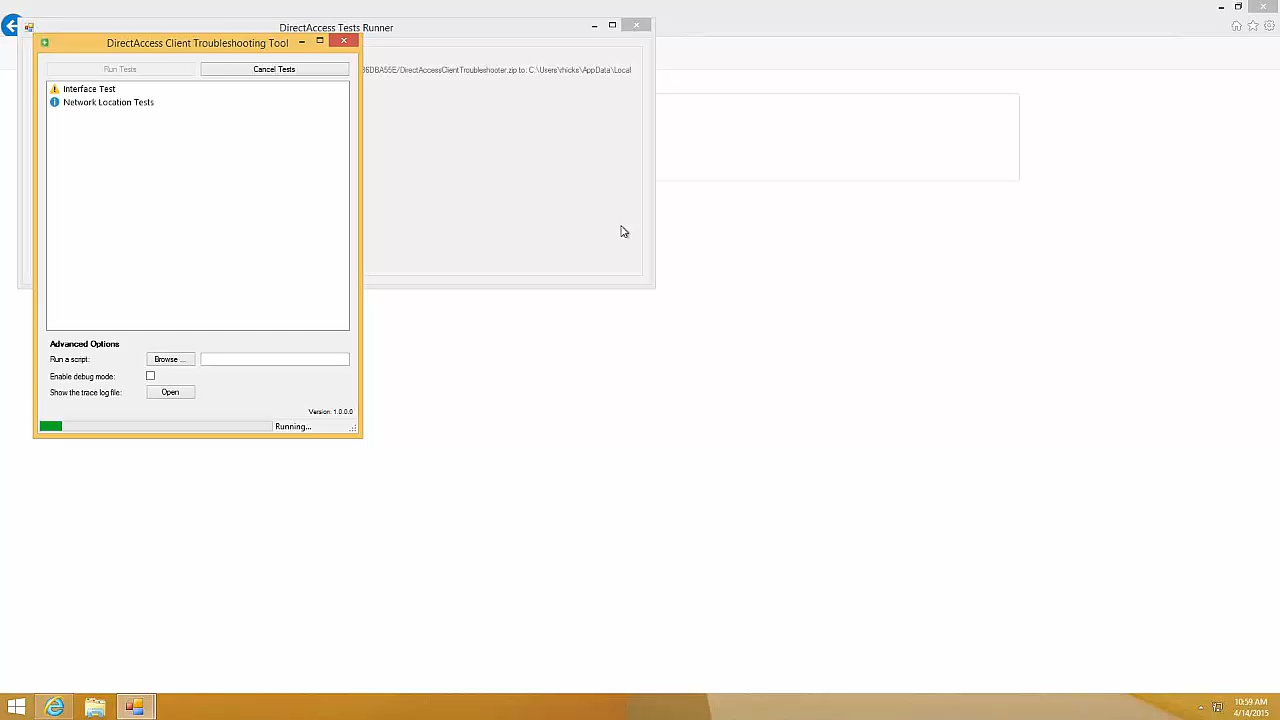 DirectAccess Tests Runner
DirectAccess Client Troubleshooting Tool
Run Tests
Cancel Tests
DBA55E/DirectAccessClientTroubleshooter.zip to: C:\Users\rhicks\AppData\Local
Interface Test
Network Location Tests
Advanced Options
Run a script:
Browse ...
Enable debug mode:
Show the trace log file:
Open
Version: 1.0.0.0
Running...
10:59 AM
4/14/2015